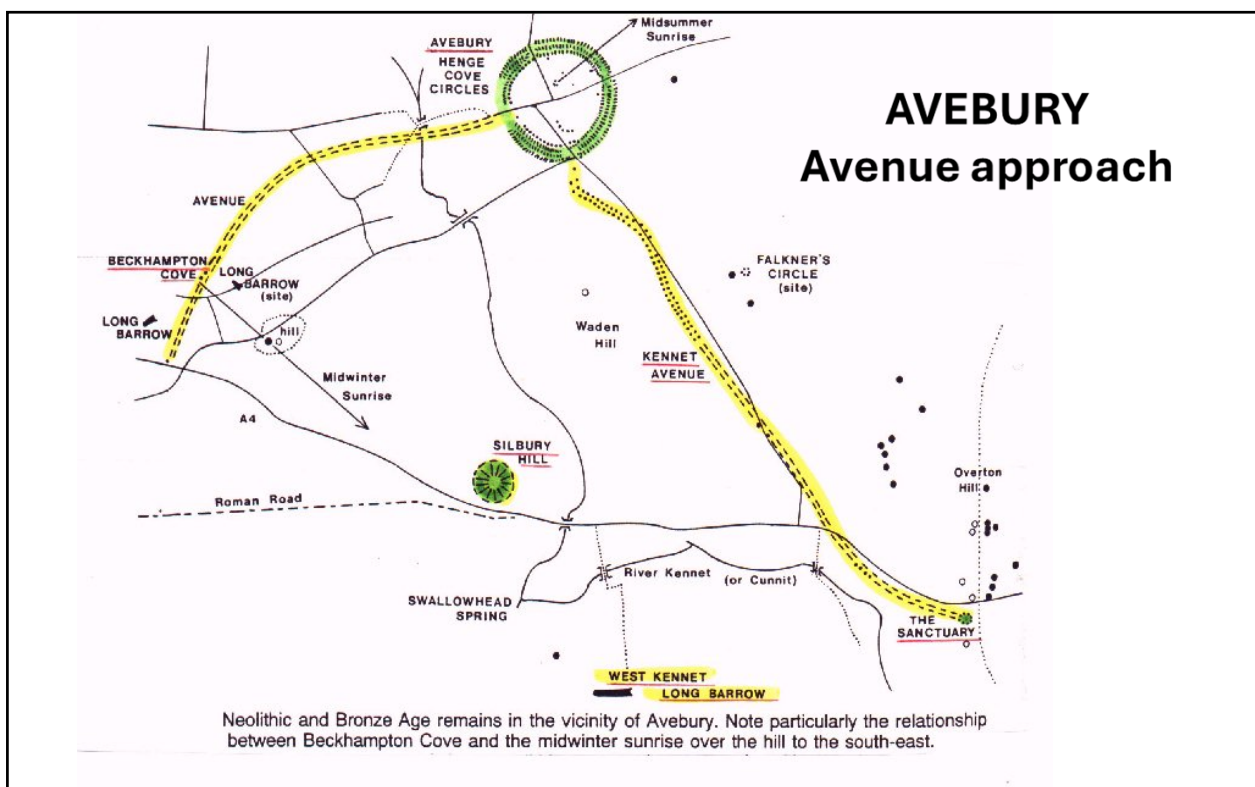 AVEBURY
Avenue approach
Midsummer
Sunrise
AVEBURY
HENGE
COVE
CIRCLES
AVENUE
BECKHAMPTON
COVE
LONG
BARROW
(site)
LONG
BARROW
hill
Midwinter
Sunrise
A4
Waden
Hill
FALKNER'S
CIRCLE
(site)
KENNET
AVENUE
SILBURY
HILL
Roman Road
Overton
Hill
River Kennet (or Cunnit)
SWALLOWHEAD
SPRING
THE
SANCTUARY
WEST KENNET
LONG BARROW
Neolithic and Bronze Age remains in the vicinity of Avebury. Note particularly the relationship
between Beckhampton Cove and the midwinter sunrise over the hill to the south-east.